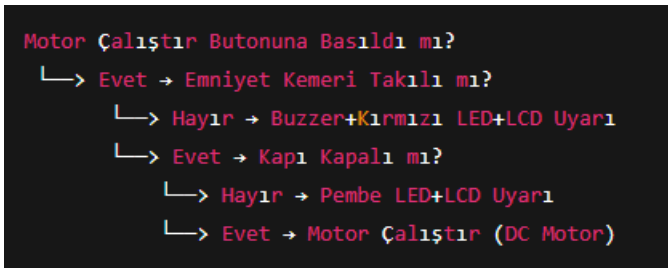 Motor Çalıştır Butonuna Basıldı mı?
└──> Evet → Emniyet Kemeri Takılı mı?
└──> Hayır → Buzzer+Kırmızı LED+LCD Uyarı
└──> Evet → Kapı Kapalı mı?
└──> Hayır → Pembe LED+LCD Uyarı
└──> Evet → Motor Çalıştır (DC Motor)